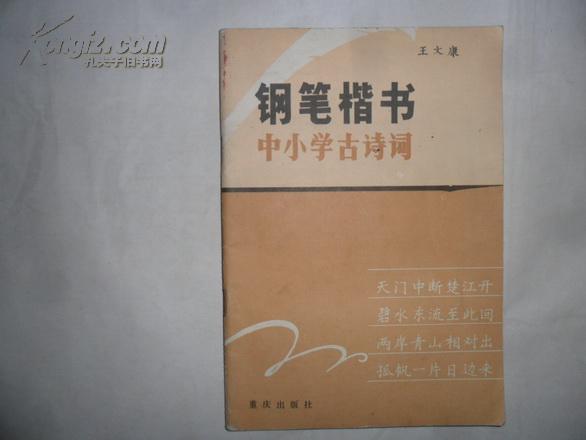 Kongfz.com
孔夫子旧书网
王文康
钢笔楷书
中小学古诗词
天门中断楚江开
碧水东流至此回
两岸青山相对出
孤帆一片日边来
重庆出版社